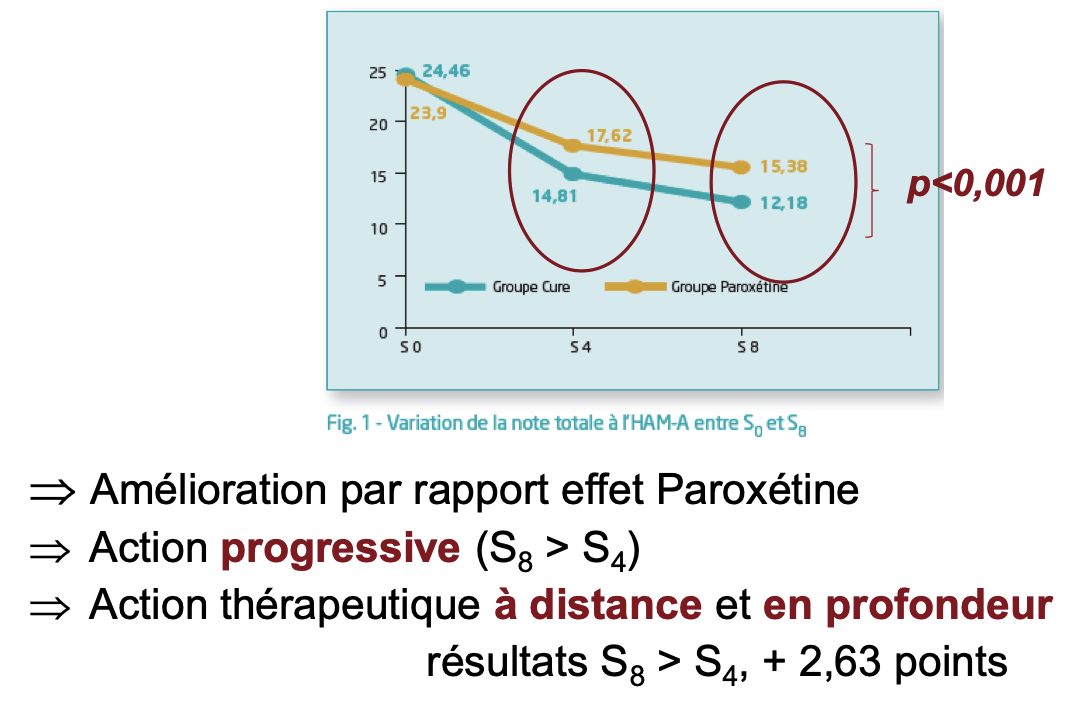 25
24,46
23,9
20
17,62
15
15,38
p<0,001
14,81
12,18
10
5
Groupe Cure
Groupe Paroxétine
0
S 0
S 4
S 8
Fig. 1 - Variation de la note totale à l'HAM-A entre S₀ et S₈
⇒ Amélioration par rapport effet Paroxétine
⇒ Action progressive (S₈ > S₄)
⇒ Action thérapeutique à distance et en profondeur
résultats S₈ > S₄, + 2,63 points